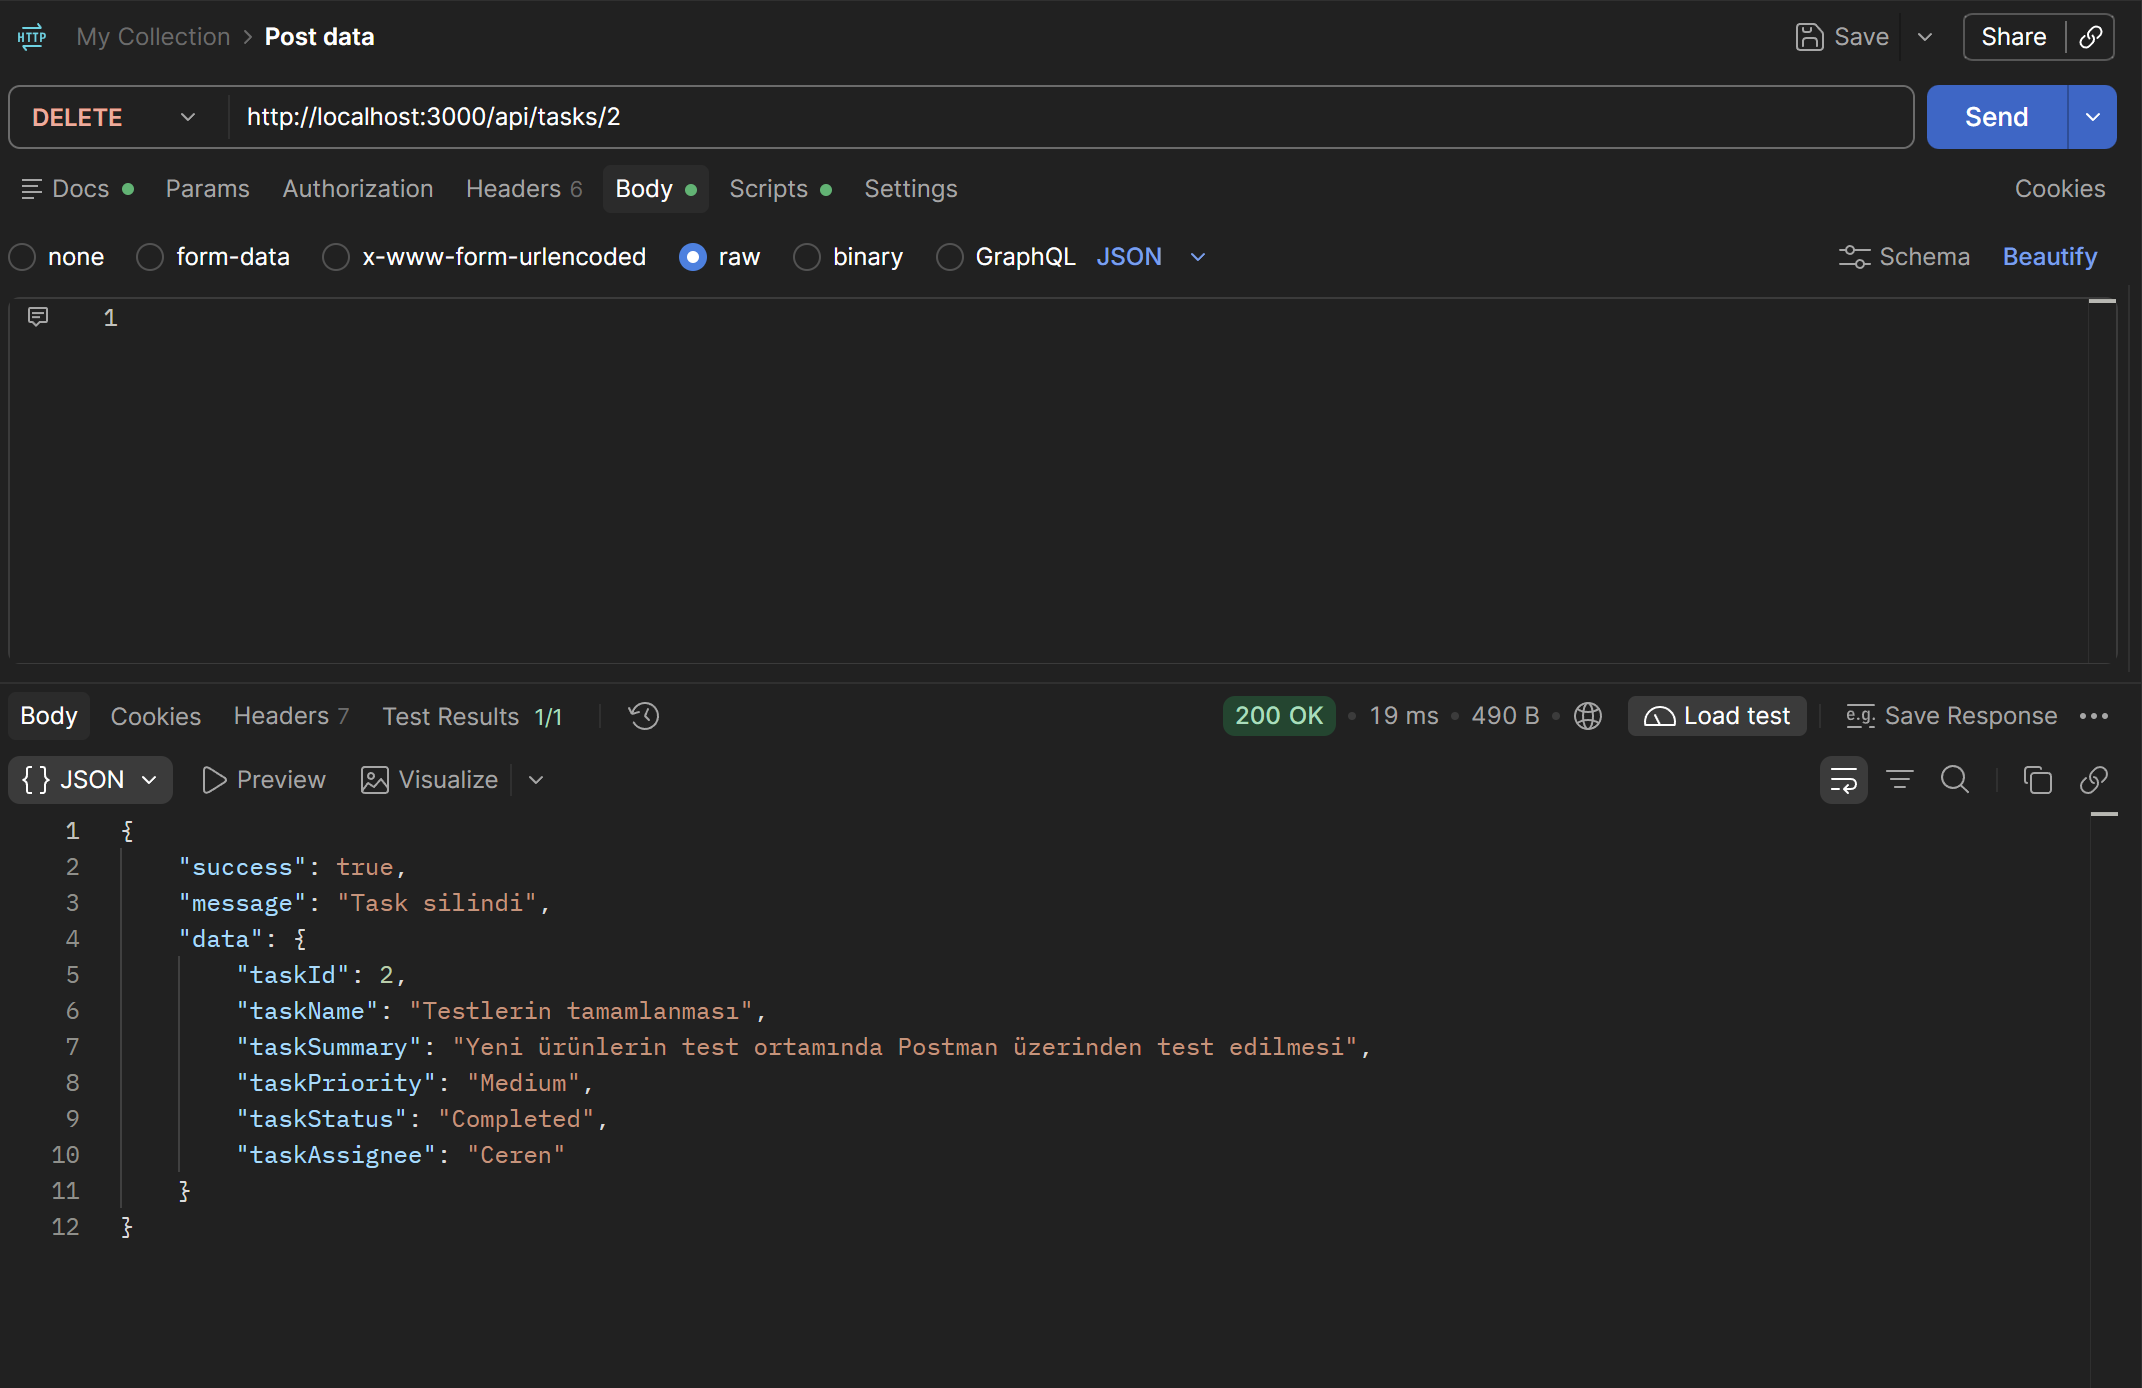 HTTP My Collection > Post data Save Share
DELETE http://localhost:3000/api/tasks/2 Send
Docs Params Authorization Headers 6 Body Scripts Settings Cookies
none form-data x-www-form-urlencoded raw binary GraphQL JSON Schema Beautify
1
Body Cookies Headers 7 Test Results 1/1 200 OK • 19 ms • 490 B • Load test e.g. Save Response
{ } JSON Preview Visualize
1 {
2 "success": true,
3 "message": "Task silindi",
4 "data": {
5 "taskId": 2,
6 "taskName": "Testlerin tamamlanması",
7 "taskSummary": "Yeni ürünlerin test ortamında Postman üzerinden test edilmesi",
8 "taskPriority": "Medium",
9 "taskStatus": "Completed",
10 "taskAssignee": "Ceren"
11 }
12 }